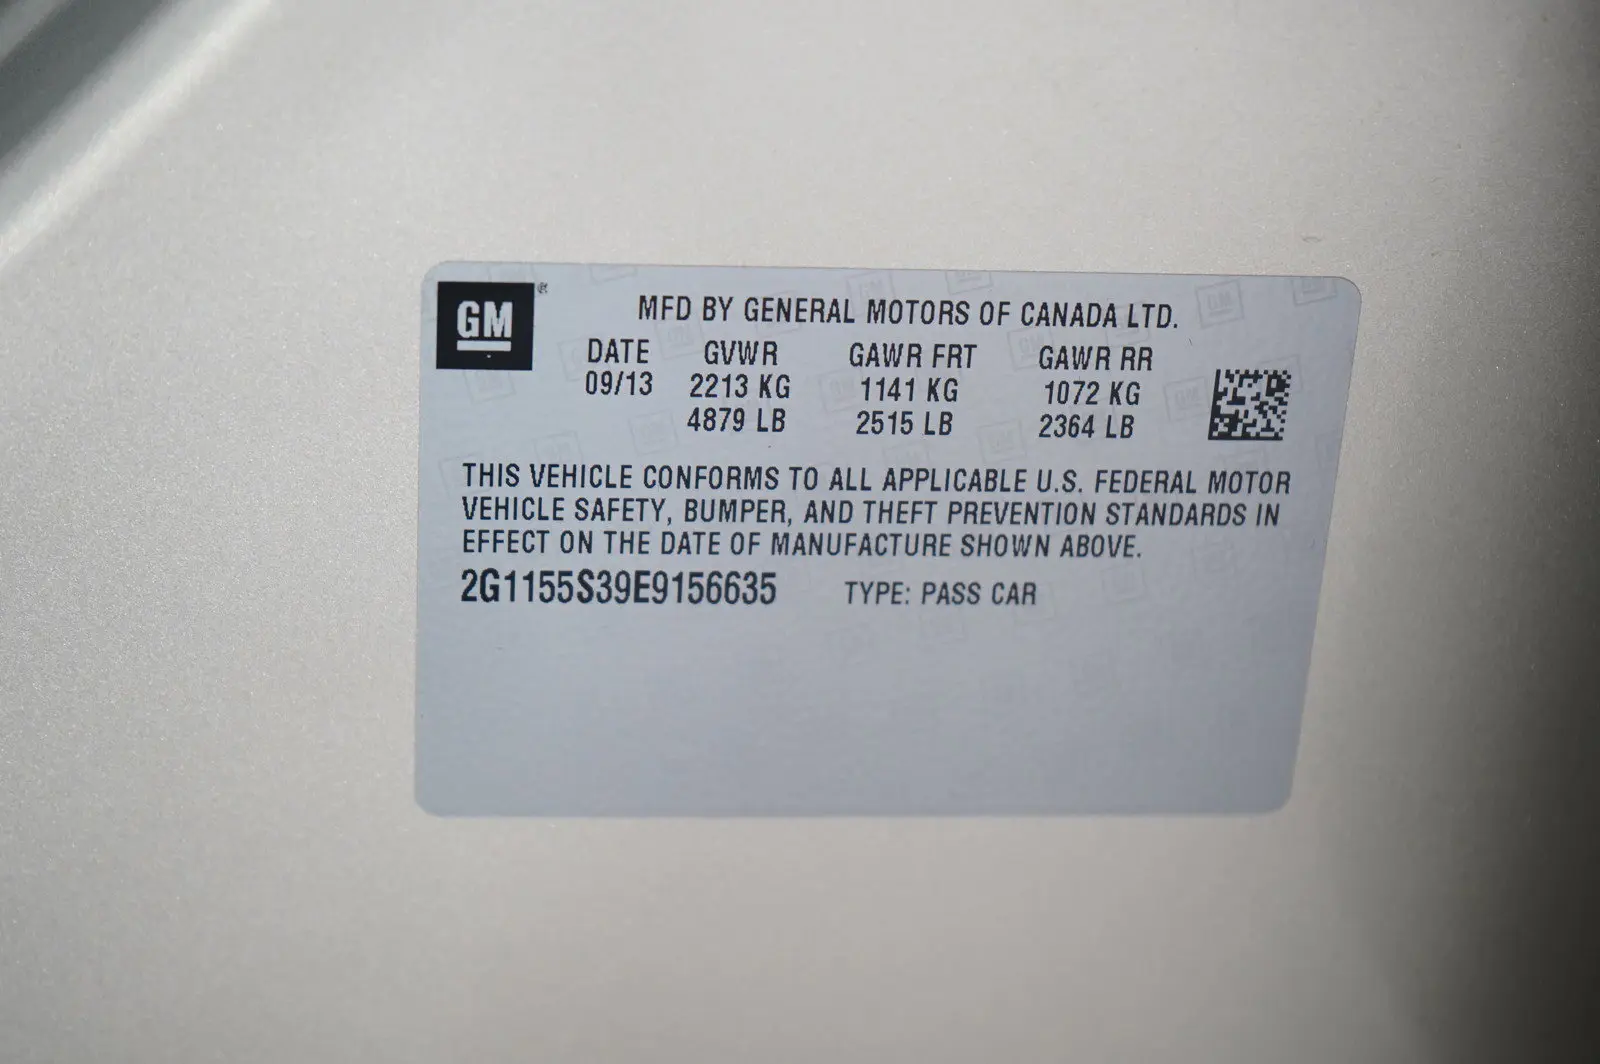 GM ®
MFD BY GENERAL MOTORS OF CANADA LTD.
DATE GVWR GAWR FRT GAWR RR
09/13 2213 KG 1141 KG 1072 KG
4879 LB 2515 LB 2364 LB
THIS VEHICLE CONFORMS TO ALL APPLICABLE U.S. FEDERAL MOTOR
VEHICLE SAFETY, BUMPER, AND THEFT PREVENTION STANDARDS IN
EFFECT ON THE DATE OF MANUFACTURE SHOWN ABOVE.
2G1155S39E9156635 TYPE: PASS CAR